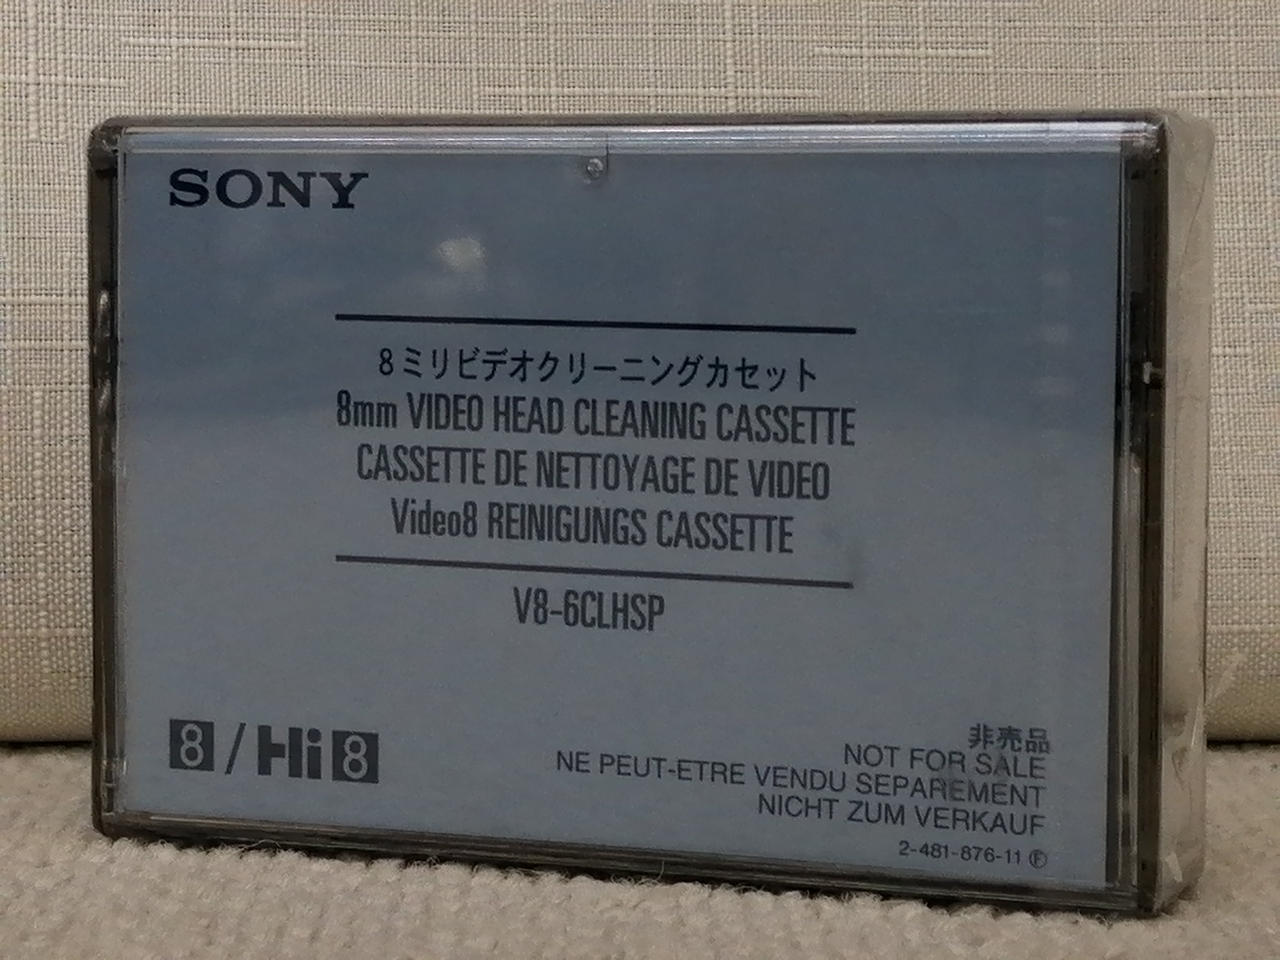 SONY
8ミリビデオクリーニングカセット
8mm VIDEO HEAD CLEANING CASSETTE
CASSETTE DE NETTOYAGE DE VIDEO
Video8 REINIGUNGS CASSETTE
V8-6CLHSP
8 / Hi8
非売品
NOT FOR SALE
NE PEUT-ETRE VENDU SEPAREMENT
NICHT ZUM VERKAUF
2-481-876-11 Ⓕ